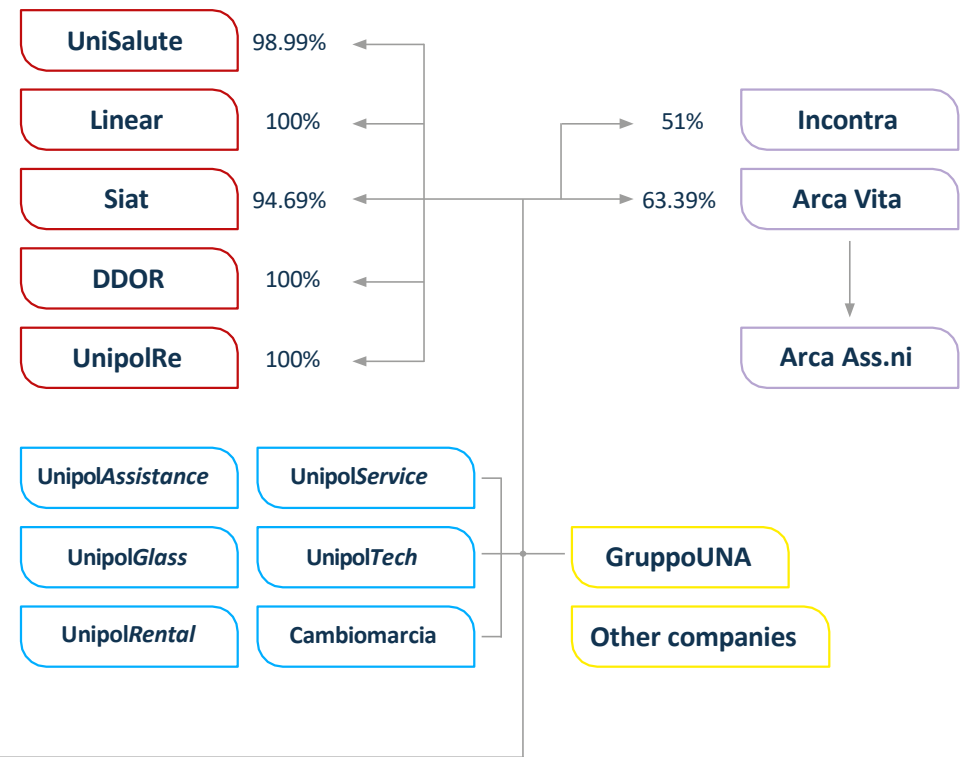 UniSalute 98.99%
Linear 100% 51% Incontra
Siat 94.69% 63.39% Arca Vita
DDOR 100%
UnipolRe 100% Arca Ass.ni
UnipolAssistance UnipolService
UnipolGlass UnipolTech GruppoUNA
UnipolRental Cambiomarcia Other companies